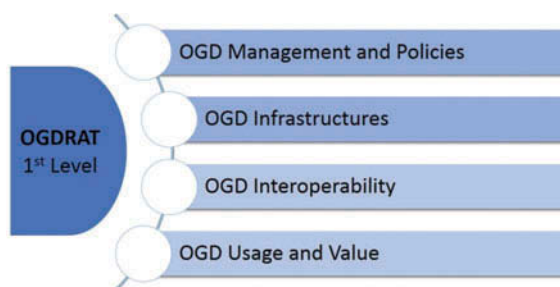 OGDRAT
1st Level
OGD Management and Policies
OGD Infrastructures
OGD Interoperability
OGD Usage and Value